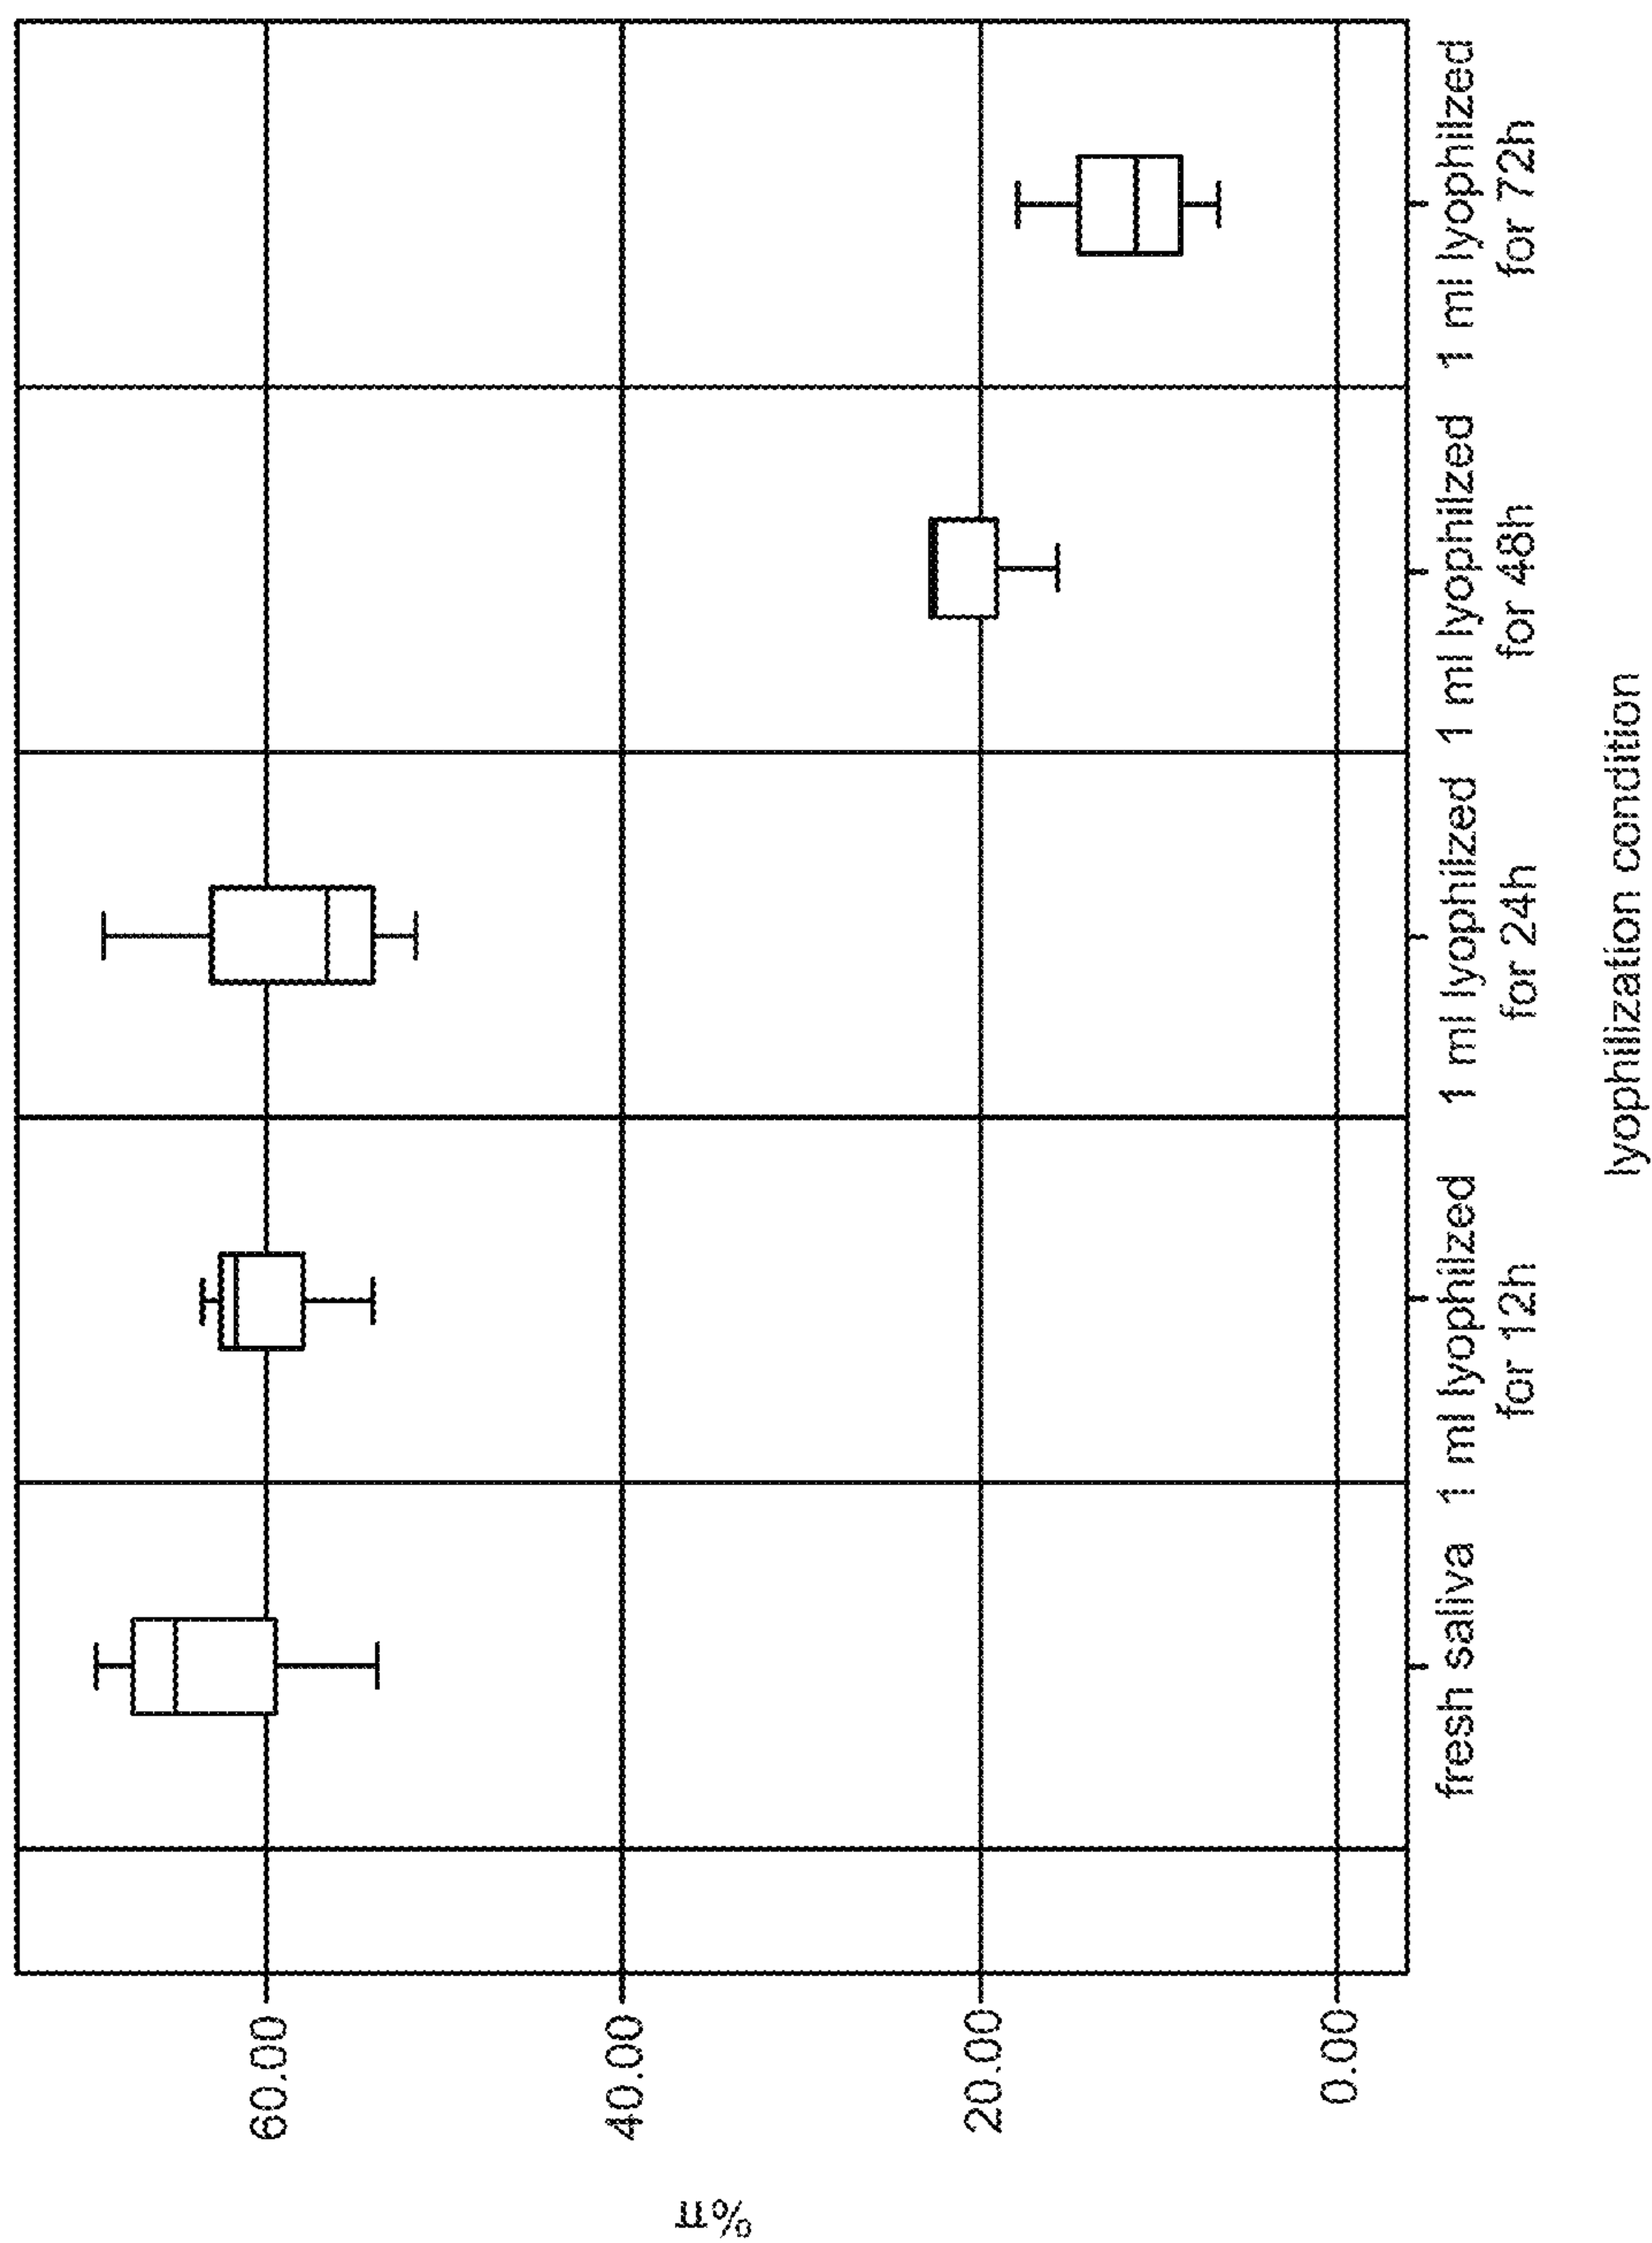 %π
60.00
40.00
20.00
0.00
fresh saliva
1 ml lyophilzed
for 12h
1 ml lyophilzed
for 24h
1 ml lyophilzed
for 48h
1 ml lyophilzed
for 72h
lyophilization condition